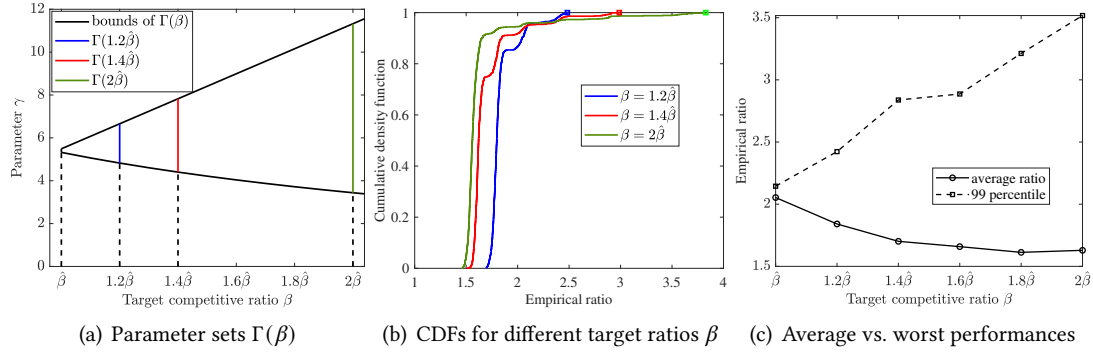 12
10
8
6
4
2
0
Parameter γ
bounds of Γ(β)
Γ(1.2β̂)
Γ(1.4β̂)
Γ(2β̂)
β̂ 1.2β̂ 1.4β̂ 1.6β̂ 1.8β̂ 2β̂
Target competitive ratio β
(a) Parameter sets Γ(β)
1
0.8
0.6
0.4
0.2
0
Cumulative density function
β = 1.2β̂
β = 1.4β̂
β = 2β̂
1 1.5 2 2.5 3 3.5 4
Empirical ratio
(b) CDFs for different target ratios β
3.5
3
2.5
2
1.5
Empirical ratio
average ratio
99 percentile
β̂ 1.2β̂ 1.4β̂ 1.6β̂ 1.8β̂ 2β̂
Target competitive ratio β
(c) Average vs. worst performances